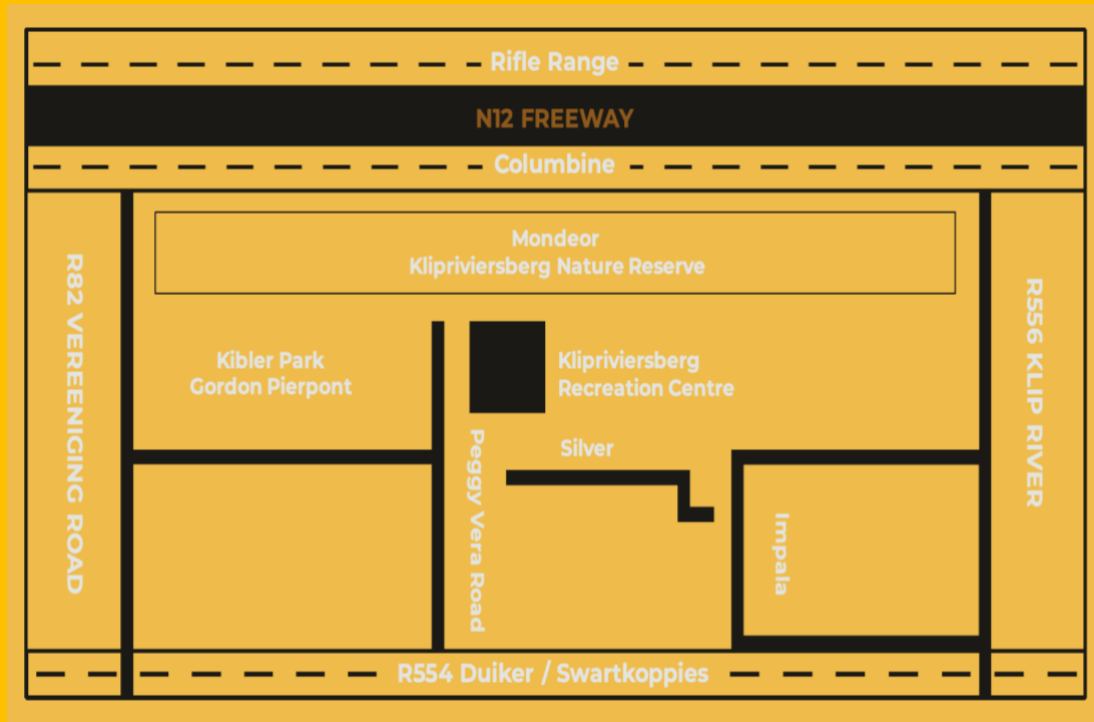 Rifle Range
N12 FREEWAY
Columbine
Mondeor
Klipriviersberg Nature Reserve
R82 VEREENIGING ROAD
Kibler Park
Gordon Pierpont
Klipriviersberg
Recreation Centre
Silver
Peggy Vera Road
Impala
R556 KLIP RIVER
R554 Duiker / Swartkoppies